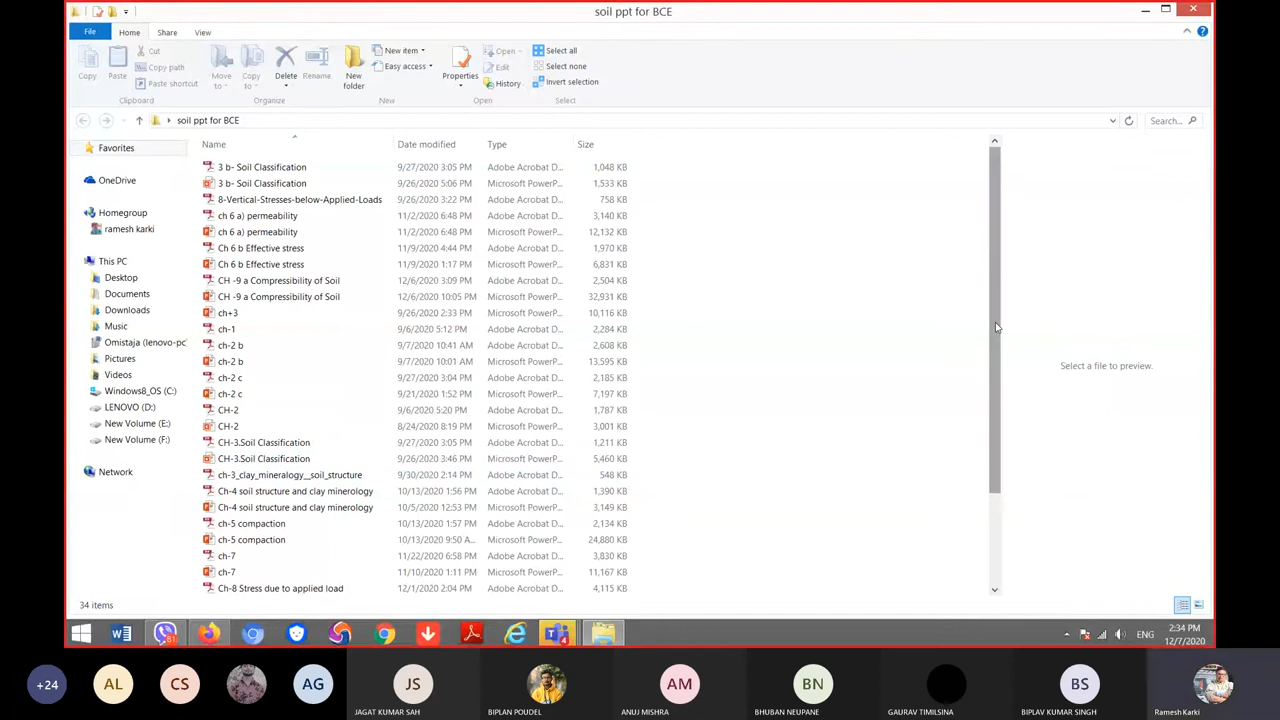 soil ppt for BCE
File Home Share View
Copy Paste Cut Copy path Paste shortcut Move to Copy to Delete Rename New folder New item Easy access Properties Open Edit History Select all Select none Invert selection
Clipboard Organize New Open Select
soil ppt for BCE Search...
Name Date modified Type Size
3 b- Soil Classification 9/27/2020 3:05 PM Adobe Acrobat D... 1,048 KB
3 b- Soil Classification 9/26/2020 5:06 PM Microsoft PowerP... 1,533 KB
8-Vertical-Stresses-below-Applied-Loads 9/26/2020 3:22 PM Adobe Acrobat D... 758 KB
ch 6 a) permeability 11/2/2020 6:48 PM Adobe Acrobat D... 3,140 KB
ch 6 a) permeability 11/2/2020 6:48 PM Microsoft PowerP... 12,132 KB
Ch 6 b Effective stress 11/9/2020 4:44 PM Adobe Acrobat D... 1,970 KB
Ch 6 b Effective stress 11/9/2020 1:17 PM Microsoft PowerP... 6,831 KB
CH -9 a Compressibility of Soil 12/6/2020 3:09 PM Adobe Acrobat D... 2,504 KB
CH -9 a Compressibility of Soil 12/6/2020 10:05 PM Microsoft PowerP... 32,931 KB
ch+3 9/26/2020 2:33 PM Microsoft PowerP... 10,116 KB
ch-1 9/6/2020 5:12 PM Adobe Acrobat D... 2,284 KB
ch-2 b 9/7/2020 10:41 AM Adobe Acrobat D... 2,608 KB
ch-2 b 9/7/2020 10:01 AM Microsoft PowerP... 13,595 KB
ch-2 c 9/27/2020 3:04 PM Adobe Acrobat D... 2,185 KB
ch-2 c 9/21/2020 1:52 PM Microsoft PowerP... 7,197 KB
CH-2 9/6/2020 5:20 PM Adobe Acrobat D... 1,787 KB
CH-2 8/24/2020 8:19 PM Microsoft PowerP... 3,001 KB
CH-3.Soil Classification 9/27/2020 3:05 PM Adobe Acrobat D... 1,211 KB
CH-3.Soil Classification 9/26/2020 3:46 PM Microsoft PowerP... 5,460 KB
ch-3_clay_mineralogy__soil_structure 9/30/2020 2:14 PM Adobe Acrobat D... 548 KB
Ch-4 soil structure and clay minerology 10/13/2020 1:56 PM Adobe Acrobat D... 1,390 KB
Ch-4 soil structure and clay minerology 10/5/2020 12:53 PM Microsoft PowerP... 3,149 KB
ch-5 compaction 10/13/2020 1:57 PM Adobe Acrobat D... 2,134 KB
ch-5 compaction 10/13/2020 9:50 A... Microsoft PowerP... 24,880 KB
ch-7 11/22/2020 6:58 PM Adobe Acrobat D... 3,830 KB
ch-7 11/10/2020 1:11 PM Microsoft PowerP... 11,167 KB
Ch-8 Stress due to applied load 12/1/2020 2:04 PM Adobe Acrobat D... 4,115 KB
Favorites
OneDrive
Homegroup
ramesh karki
This PC
Desktop
Documents
Downloads
Music
Omistaja (lenovo-pc
Pictures
Videos
Windows8_OS (C:)
LENOVO (D:)
New Volume (E:)
New Volume (F:)
Network
Select a file to preview.
34 items
81 4 ENG 2:34 PM
12/7/2020
+24 AL CS AG JS AM BN BS
JAGAT KUMAR SAH BIPLAN POUDEL ANUJ MISHRA BHUBAN NEUPANE GAURAV TIMILSINA BIPLAV KUMAR SINGH Ramesh Karki